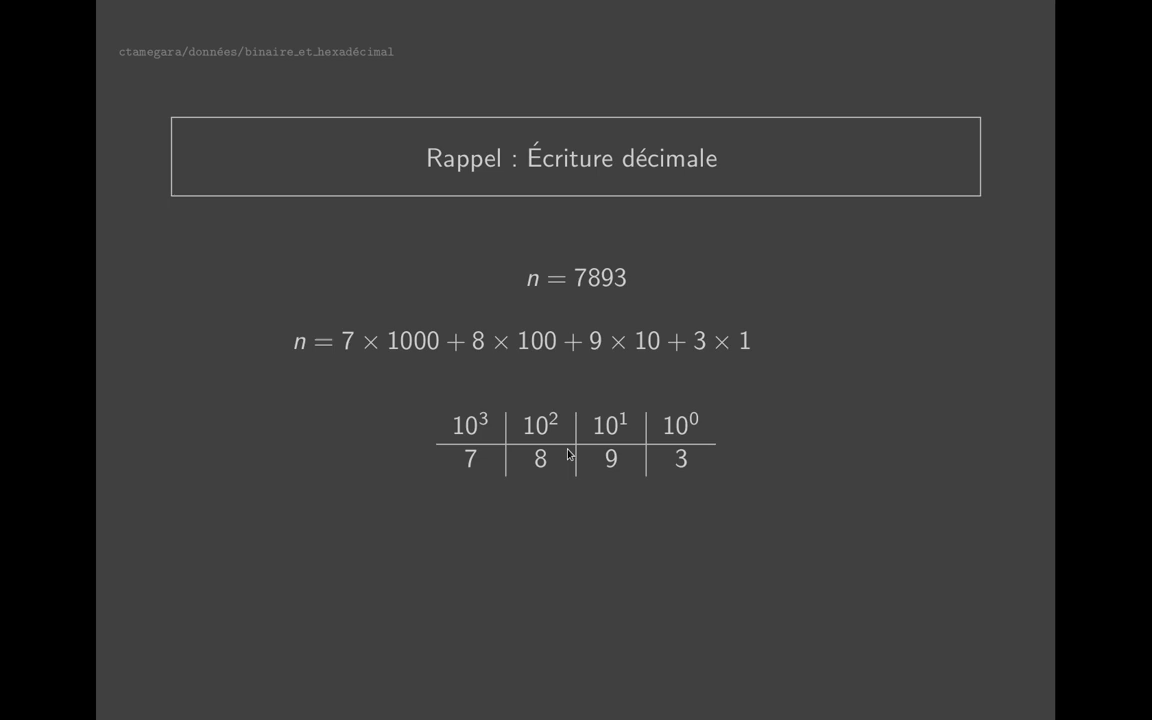 ctamegara/données/binaire_et_hexadécimal
Rappel : Écriture décimale
n = 7893
n = 7 × 1000 + 8 × 100 + 9 × 10 + 3 × 1
10³ 10² 10¹ 10⁰
7 8 9 3